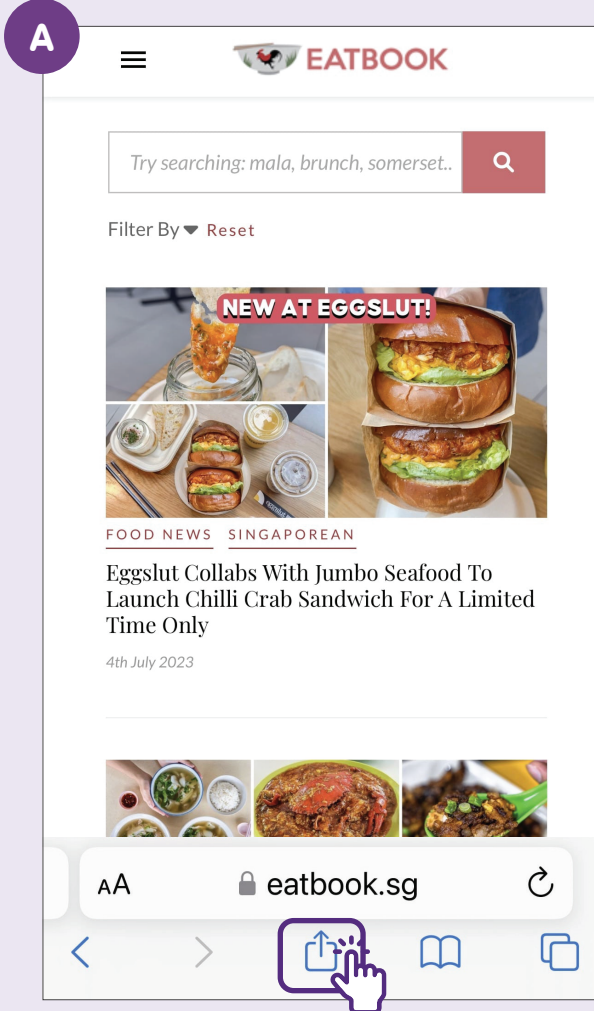 A
EATBOOK
Try searching: mala, brunch, somerset..
Filter By Reset
NEW AT EGGSLUT!
FOOD NEWS SINGAPOREAN
Eggslut Collabs With Jumbo Seafood To
Launch Chilli Crab Sandwich For A Limited
Time Only
4th July 2023
AA eatbook.sg